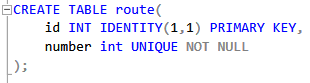 CREATE TABLE route(
    id INT IDENTITY(1,1) PRIMARY KEY,
    number int UNIQUE NOT NULL
);